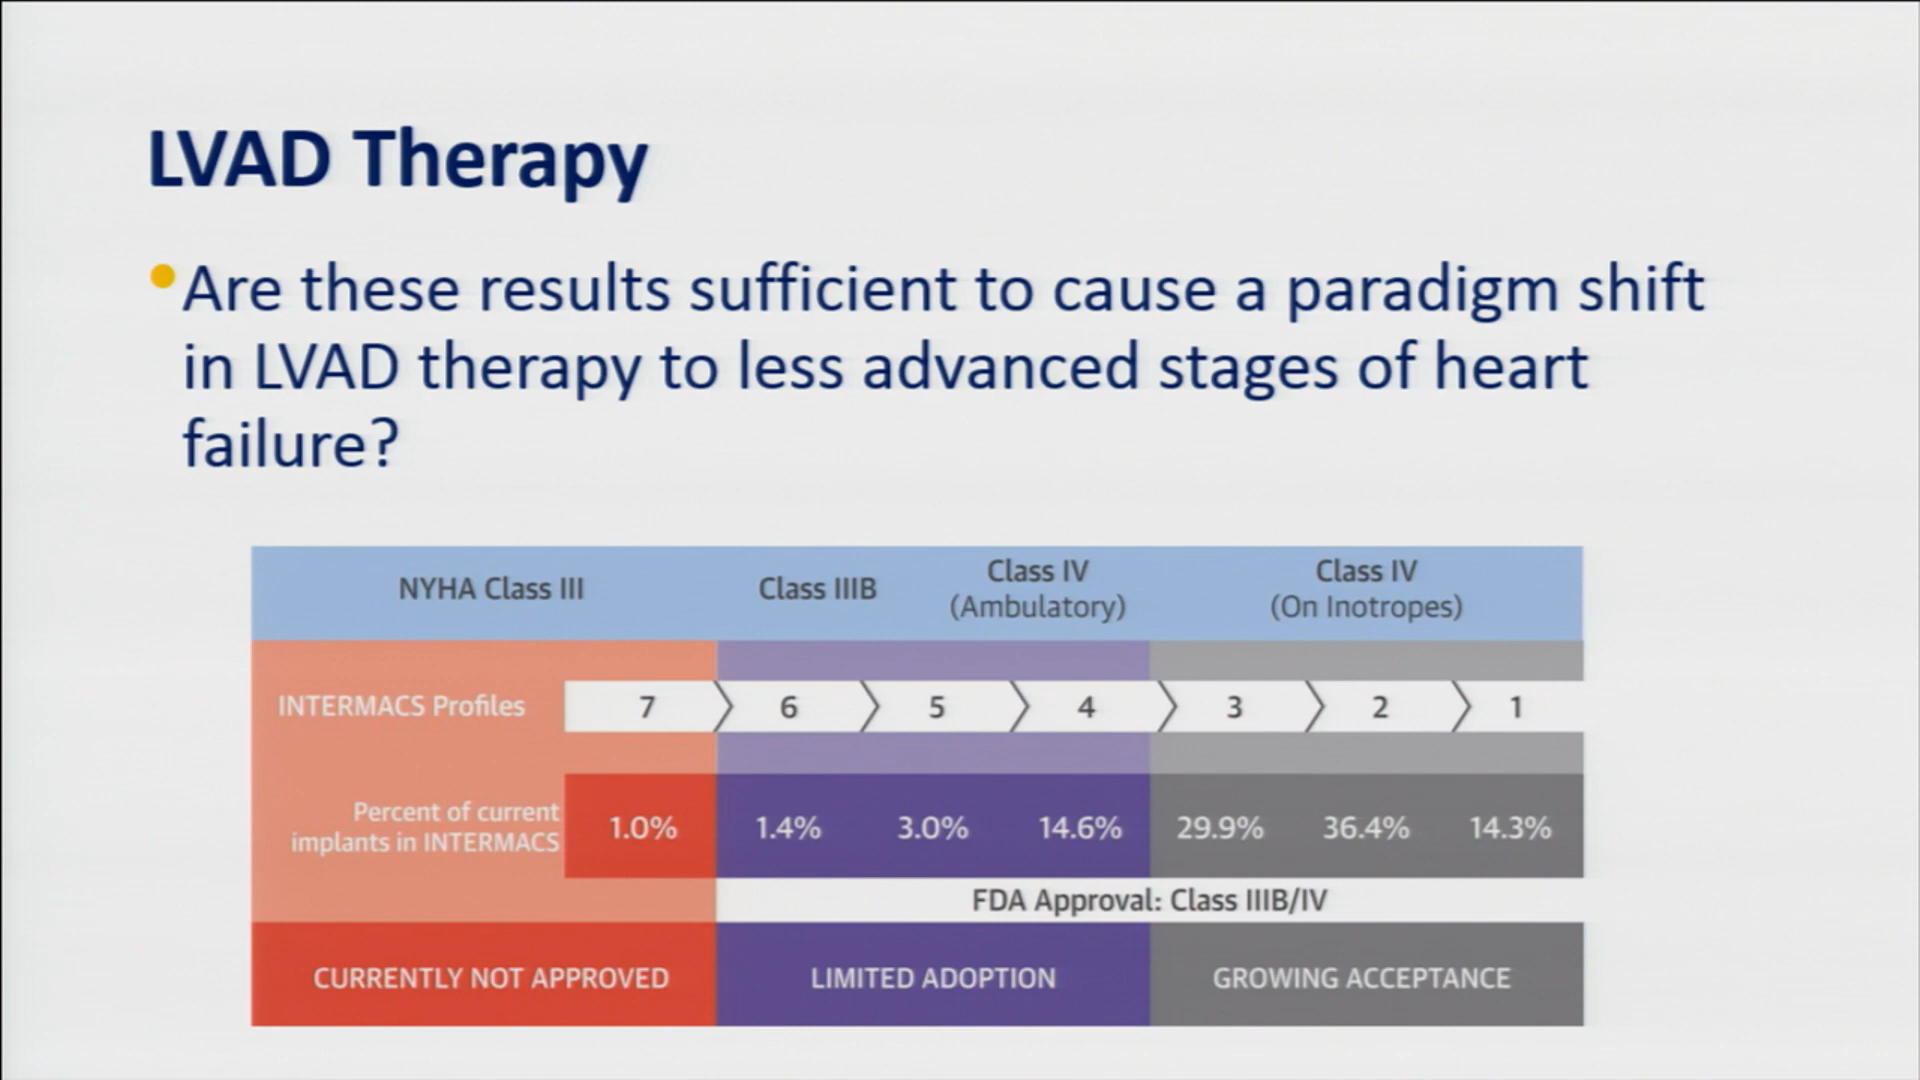 LVAD Therapy
• Are these results sufficient to cause a paradigm shift
in LVAD therapy to less advanced stages of heart
failure?
NYHA Class III Class IIIB Class IV (Ambulatory) Class IV (On Inotropes)
INTERMACS Profiles 7 6 5 4 3 2 1
Percent of current
implants in INTERMACS 1.0% 1.4% 3.0% 14.6% 29.9% 36.4% 14.3%
FDA Approval: Class IIIB/IV
CURRENTLY NOT APPROVED LIMITED ADOPTION GROWING ACCEPTANCE